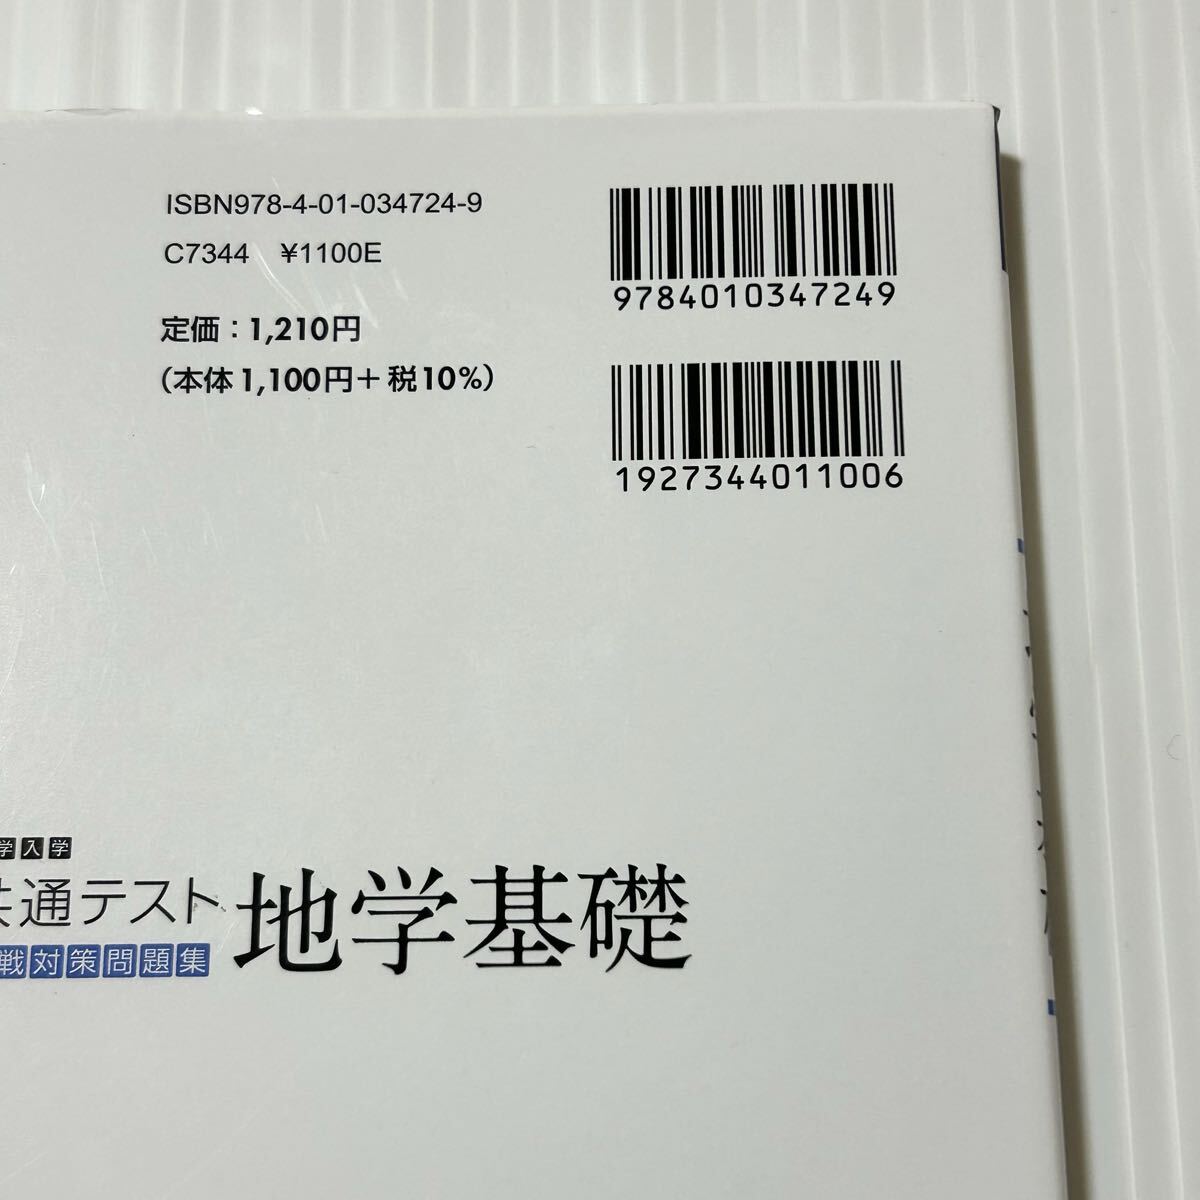 ISBN978-4-01-034724-9
C7344 ¥1100E
定価：1,210円
（本体1,100円＋税10%）
9784010347249
1927344011006
学入学
共通テスト
戦対策問題集
地学基礎